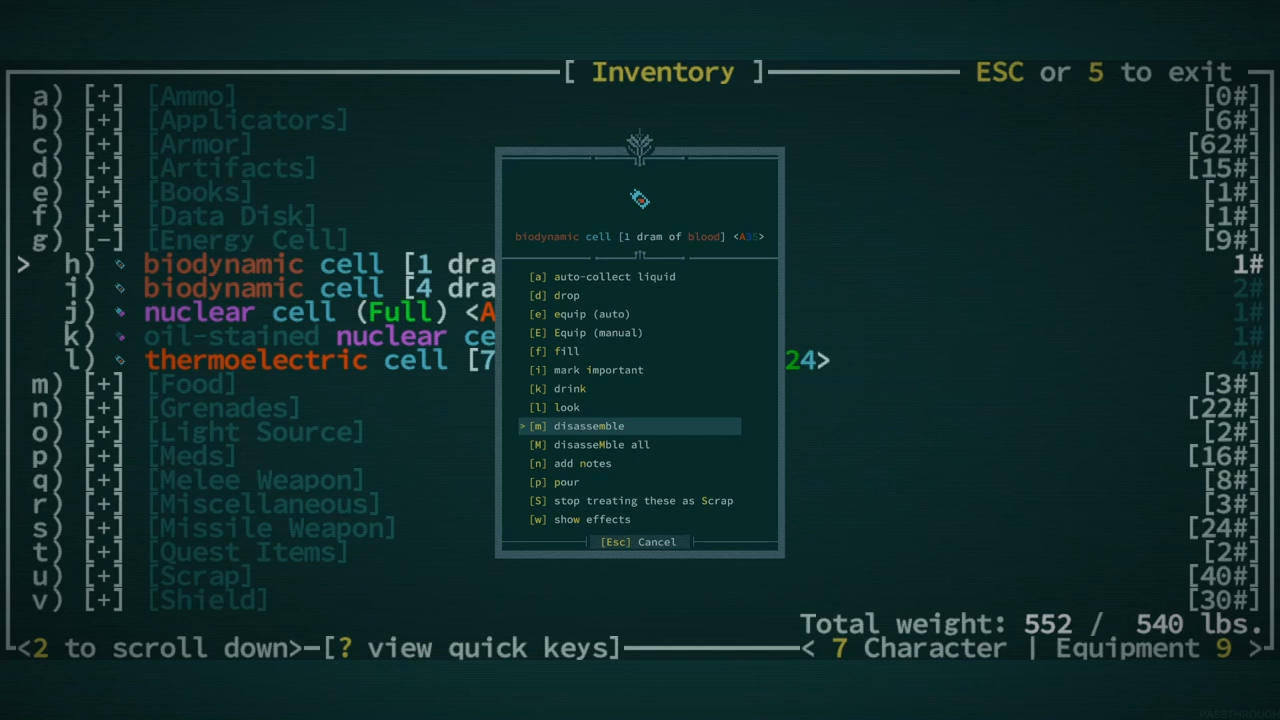 [ Inventory ] ESC or 5 to exit
a) [+] [Ammo] [0#]
b) [+] [Applicators] [6#]
c) [+] [Armor] [62#]
d) [+] [Artifacts] [15#]
e) [+] [Books] [1#]
f) [+] [Data Disk] [1#]
g) [-] [Energy Cell] [9#]
> h) biodynamic cell [1 dra 1#
i) biodynamic cell [4 dra 2#
j) nuclear cell (Full) <A 1#
k) oil-stained nuclear ce 1#
l) thermoelectric cell [7 24> 4#
m) [+] [Food] [3#]
n) [+] [Grenades] [22#]
o) [+] [Light Source] [2#]
p) [+] [Meds] [16#]
q) [+] [Melee Weapon] [8#]
r) [+] [Miscellaneous] [3#]
s) [+] [Missile Weapon] [24#]
t) [+] [Quest Items] [2#]
u) [+] [Scrap] [40#]
v) [+] [Shield] [30#]
Total weight: 552 / 540 lbs.
<2 to scroll down> [? view quick keys] < 7 Character | Equipment 9 >
biodynamic cell [1 dram of blood] <A35>
[a] auto-collect liquid
[d] drop
[e] equip (auto)
[E] Equip (manual)
[f] fill
[i] mark important
[k] drink
[l] look
> [m] disassemble
[M] disasseMble all
[n] add notes
[p] pour
[S] stop treating these as Scrap
[w] show effects
[Esc] Cancel